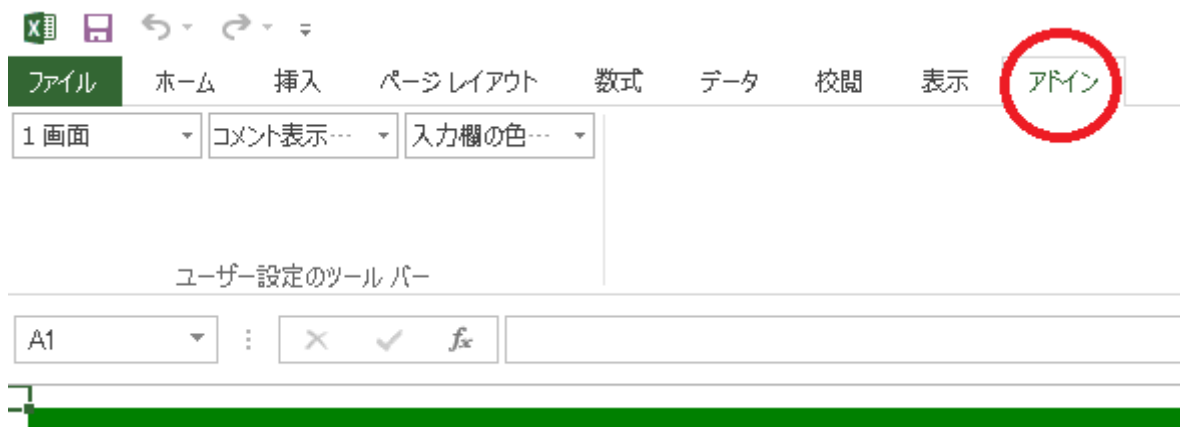 ファイル ホーム 挿入 ページ レイアウト 数式 データ 校閲 表示 アドイン
1 画面 コメント表示… 入力欄の色…
ユーザー設定のツール バー
A1 fx